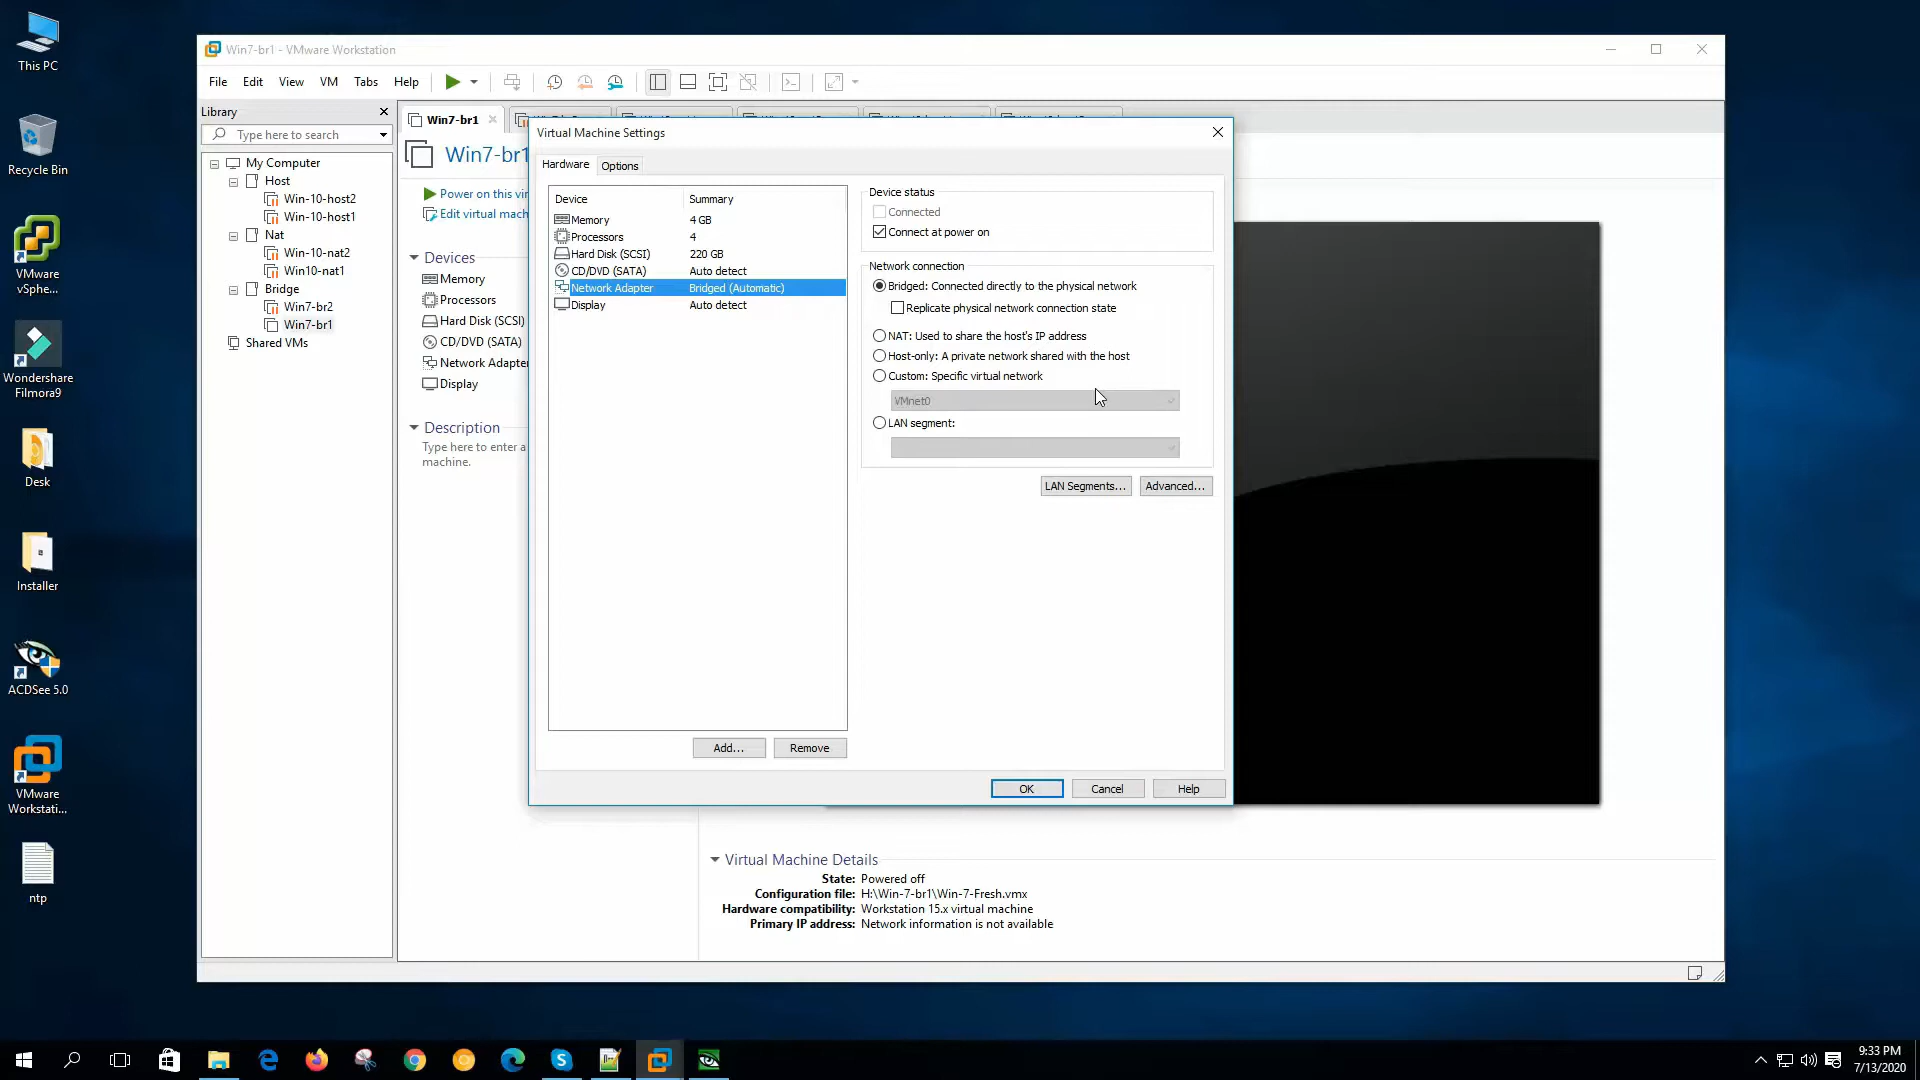 This PC
Recycle Bin
VMware
vSphe...
Wondershare
Filmora9
Desk
Installer
ACDSee 5.0
VMware
Workstati...
ntp
Win7-br1 - VMware Workstation
File Edit View VM Tabs Help
Library
Type here to search
My Computer
Host
Win-10-host2
Win-10-host1
Nat
Win-10-nat2
Win10-nat1
Bridge
Win7-br2
Win7-br1
Shared VMs
Win7-br1
Win7-br1
Power on this vir
Edit virtual mach
Devices
Memory
Processors
Hard Disk (SCSI)
CD/DVD (SATA)
Network Adapter
Display
Description
Type here to enter a
machine.
Virtual Machine Settings
Hardware Options
Device Summary
Memory 4 GB
Processors 4
Hard Disk (SCSI) 220 GB
CD/DVD (SATA) Auto detect
Network Adapter Bridged (Automatic)
Display Auto detect
Add... Remove
Device status
Connected
Connect at power on
Network connection
Bridged: Connected directly to the physical network
Replicate physical network connection state
NAT: Used to share the host's IP address
Host-only: A private network shared with the host
Custom: Specific virtual network
VMnet0
LAN segment:
LAN Segments... Advanced...
OK Cancel Help
Virtual Machine Details
State: Powered off
Configuration file: H:\Win-7-br1\Win-7-Fresh.vmx
Hardware compatibility: Workstation 15.x virtual machine
Primary IP address: Network information is not available
9:33 PM
7/13/2020